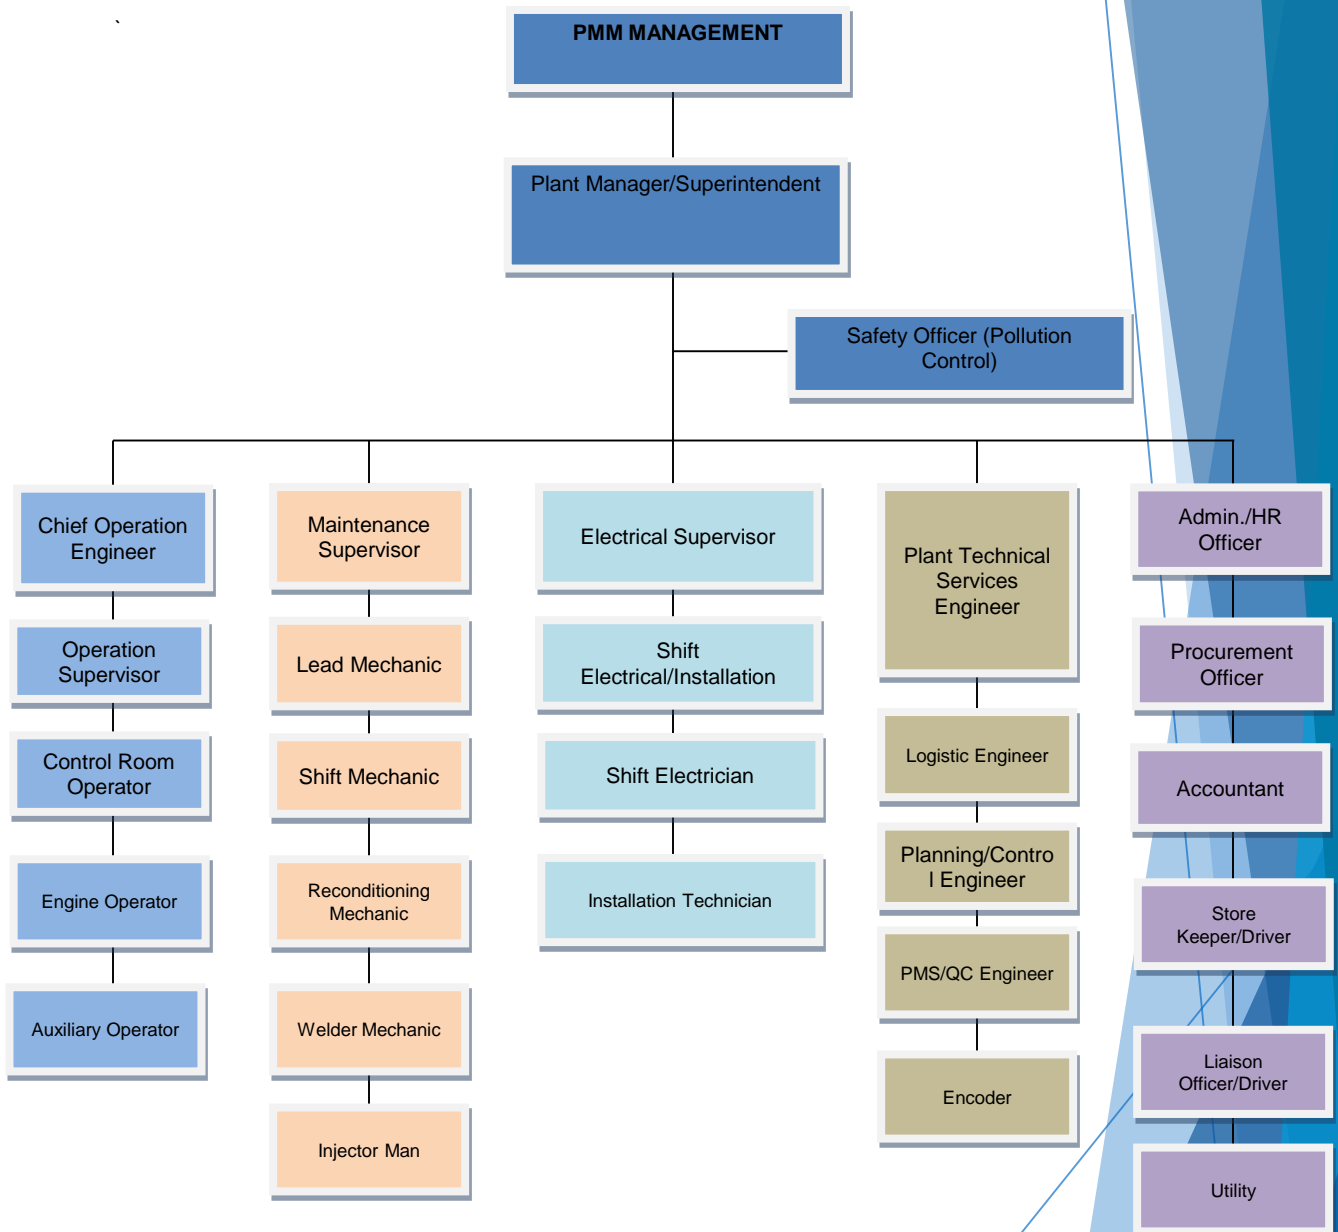 `
PMM MANAGEMENT
Plant Manager/Superintendent
Safety Officer (Pollution
Control)
Chief Operation
Engineer
Operation
Supervisor
Control Room
Operator
Engine Operator
Auxiliary Operator
Maintenance
Supervisor
Lead Mechanic
Shift Mechanic
Reconditioning
Mechanic
Welder Mechanic
Injector Man
Electrical Supervisor
Shift
Electrical/Installation
Shift Electrician
Installation Technician
Plant Technical
Services
Engineer
Logistic Engineer
Planning/Contro
l Engineer
PMS/QC Engineer
Encoder
Admin./HR
Officer
Procurement
Officer
Accountant
Store
Keeper/Driver
Liaison
Officer/Driver
Utility